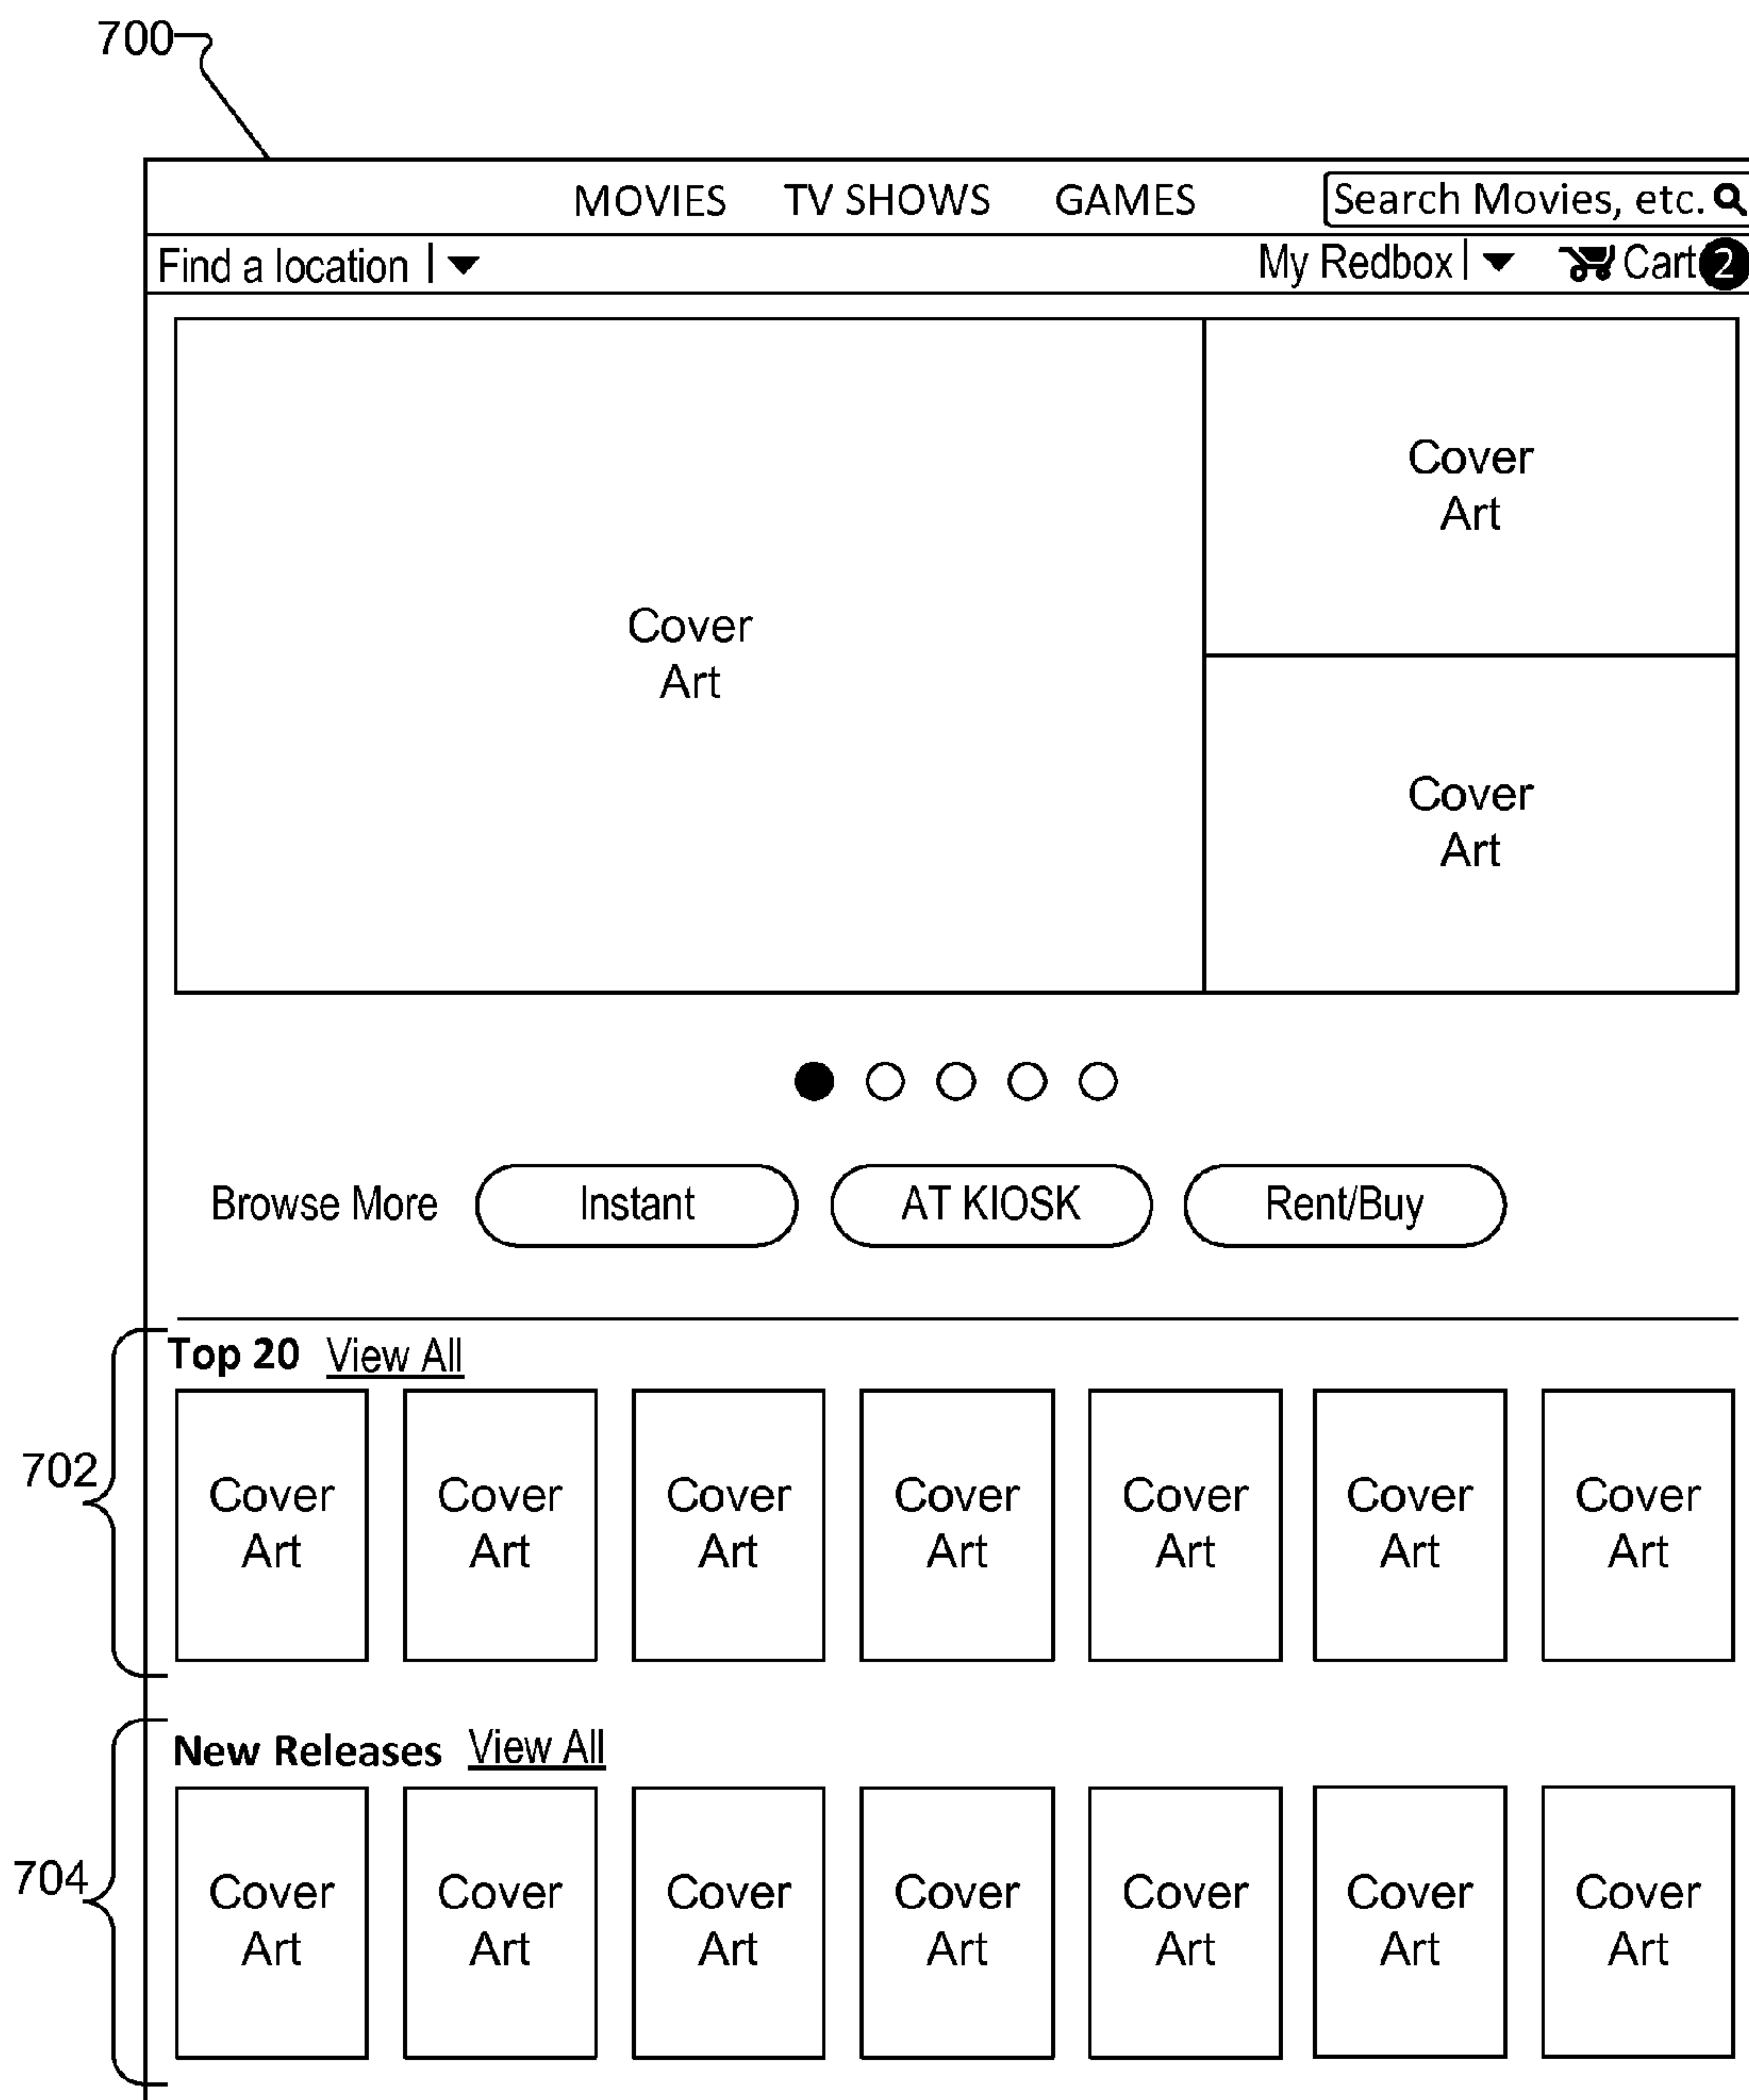 700
MOVIES TV SHOWS GAMES Search Movies, etc.
Find a location My Redbox Cart 2
Cover
Art
Cover
Art
Cover
Art
Browse More Instant AT KIOSK Rent/Buy
702
Top 20 View All
Cover Cover Cover Cover Cover Cover Cover
Art Art Art Art Art Art Art
704
New Releases View All
Cover Cover Cover Cover Cover Cover Cover
Art Art Art Art Art Art Art